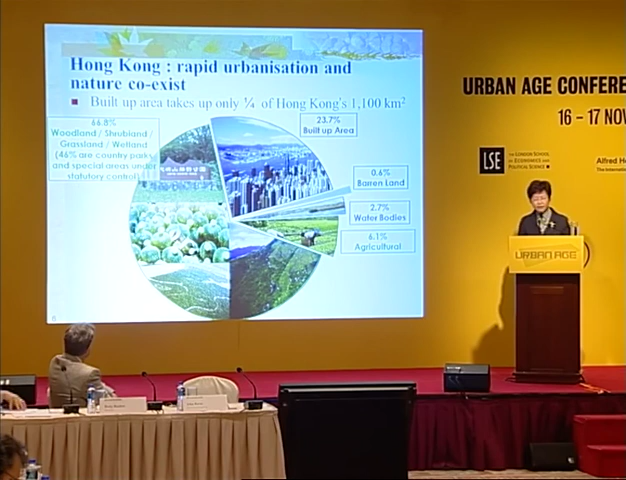 Hong Kong : rapid urbanisation and
nature co-exist
Built up area takes up only ¼ of Hong Kong's 1,100 km²
66.8%
Woodland / Shrubland /
Grassland / Wetland
(46% are country parks
and special areas under
statutory control)
23.7%
Built up Area
0.6%
Barren Land
2.7%
Water Bodies
6.1%
Agricultural
URBAN AGE CONFERE
16 – 17 NOV
LSE
THE LONDON SCHOOL
OF ECONOMICS AND
POLITICAL SCIENCE
Alfred H
The Internationa
URBAN AGE